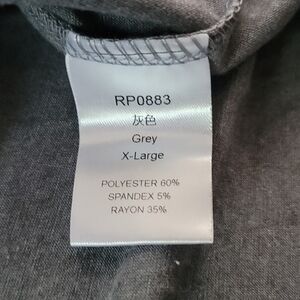 RP0883
灰色
Grey
X-Large
POLYESTER 60%
SPANDEX 5%
RAYON 35%